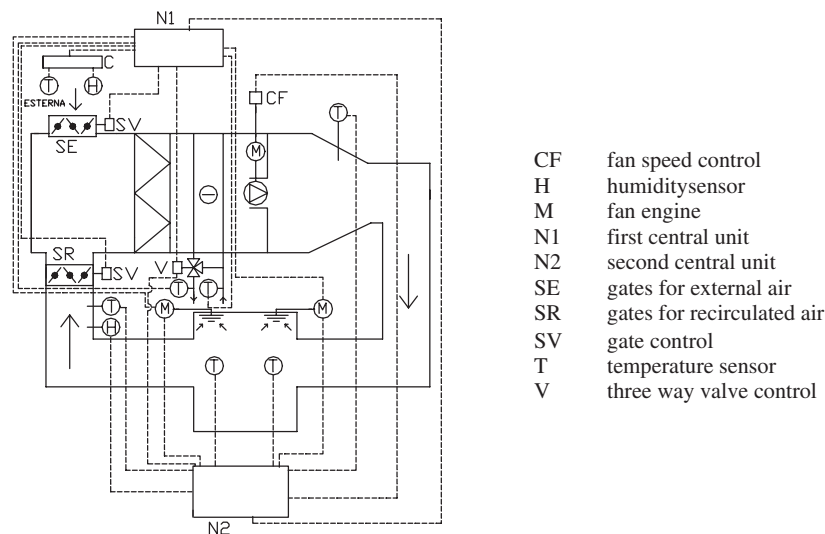 N1
C
T H
ESTERNA
SV
SE
CF
T
M
SR
SV
V
T T
T
H
M
M
T T
N2
CF fan speed control
H humiditysensor
M fan engine
N1 first central unit
N2 second central unit
SE gates for external air
SR gates for recirculated air
SV gate control
T temperature sensor
V three way valve control